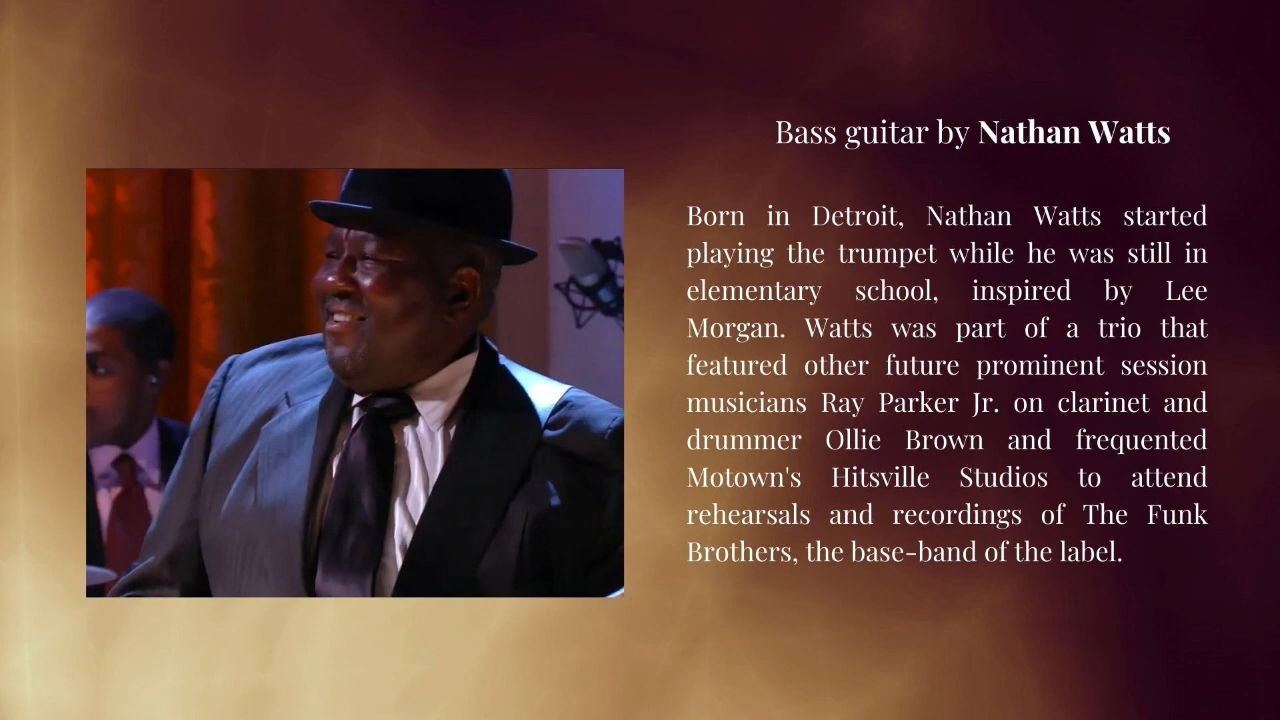 Bass guitar by Nathan Watts
Born in Detroit, Nathan Watts started
playing the trumpet while he was still in
elementary school, inspired by Lee
Morgan. Watts was part of a trio that
featured other future prominent session
musicians Ray Parker Jr. on clarinet and
drummer Ollie Brown and frequented
Motown's Hitsville Studios to attend
rehearsals and recordings of The Funk
Brothers, the base-band of the label.